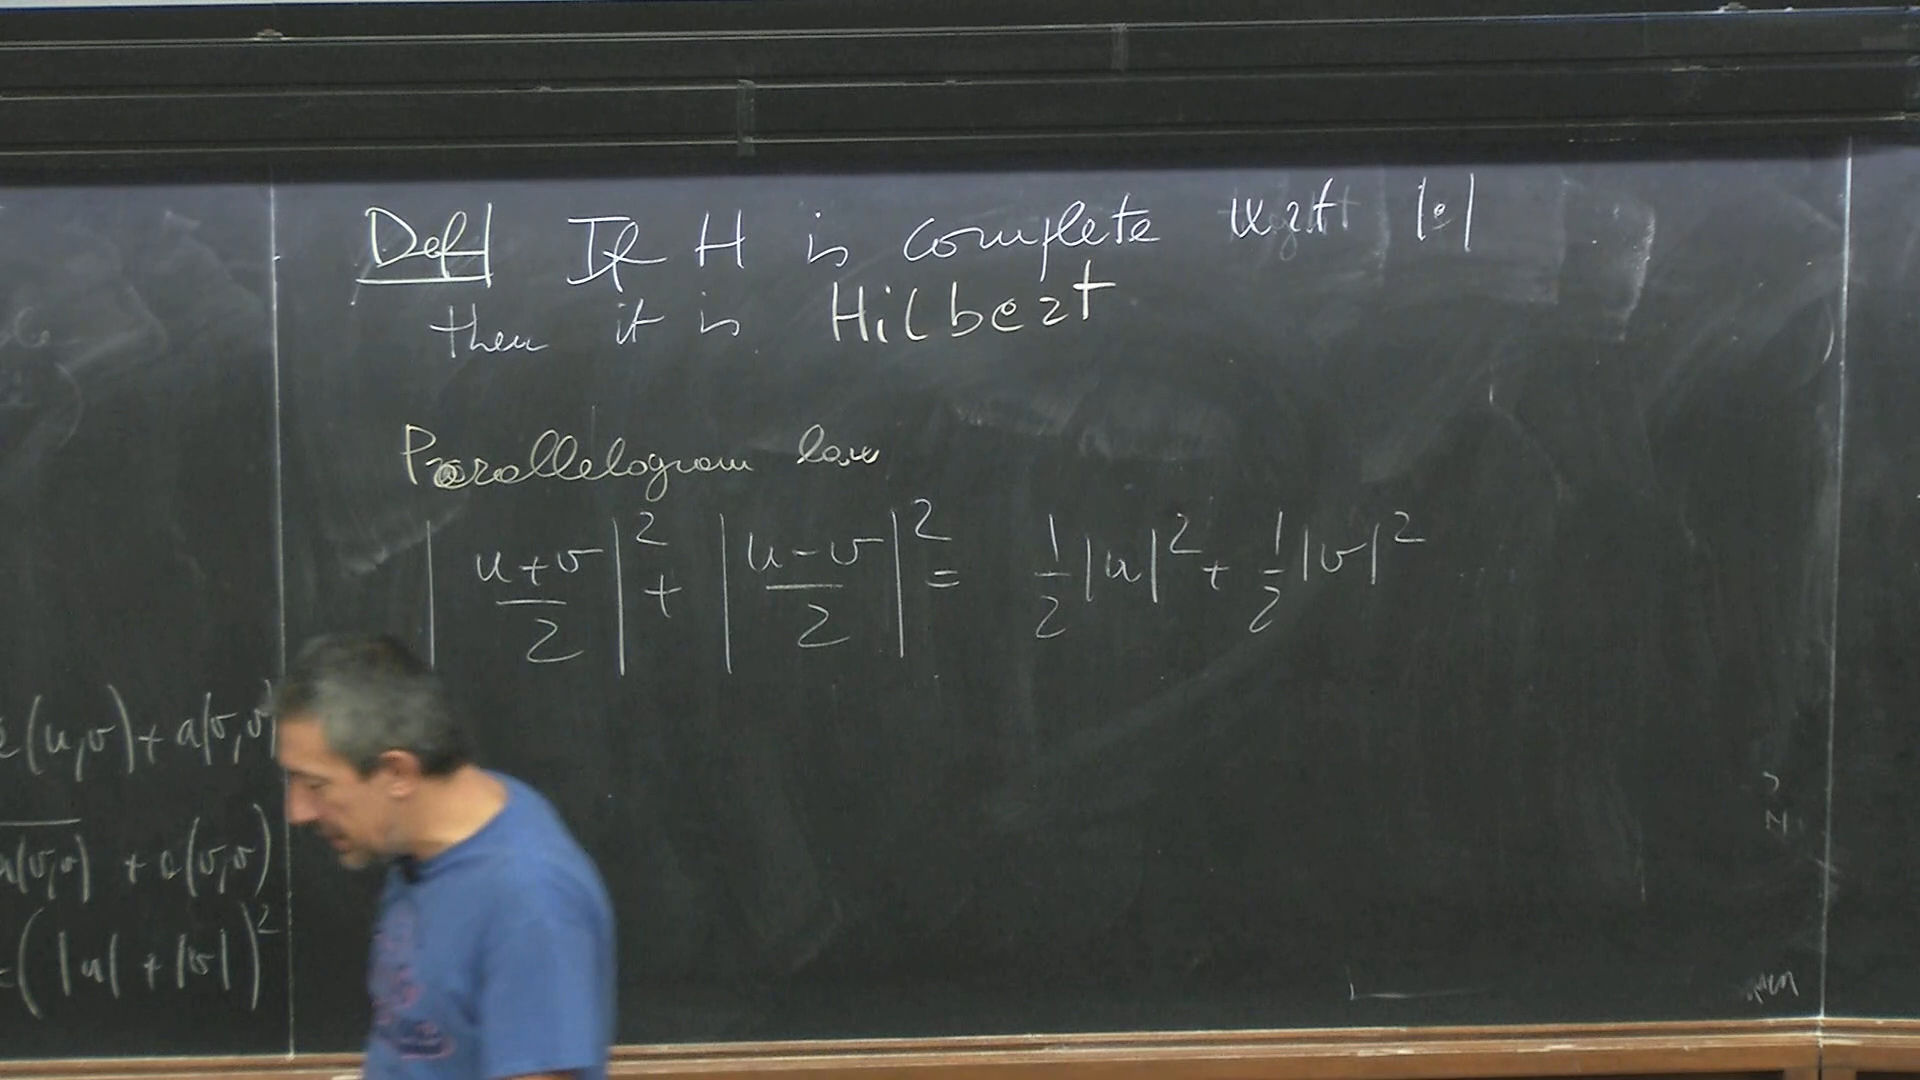 Def If H is complete wrt |·|
then it is Hilbert
Parallelogram law
|u+v/2|² + |u-v/2|² = 1/2|u|² + 1/2|v|²
(u,v) + a(v,v)
a(v,v) + a(v,v)
=(|u| + |v|)²